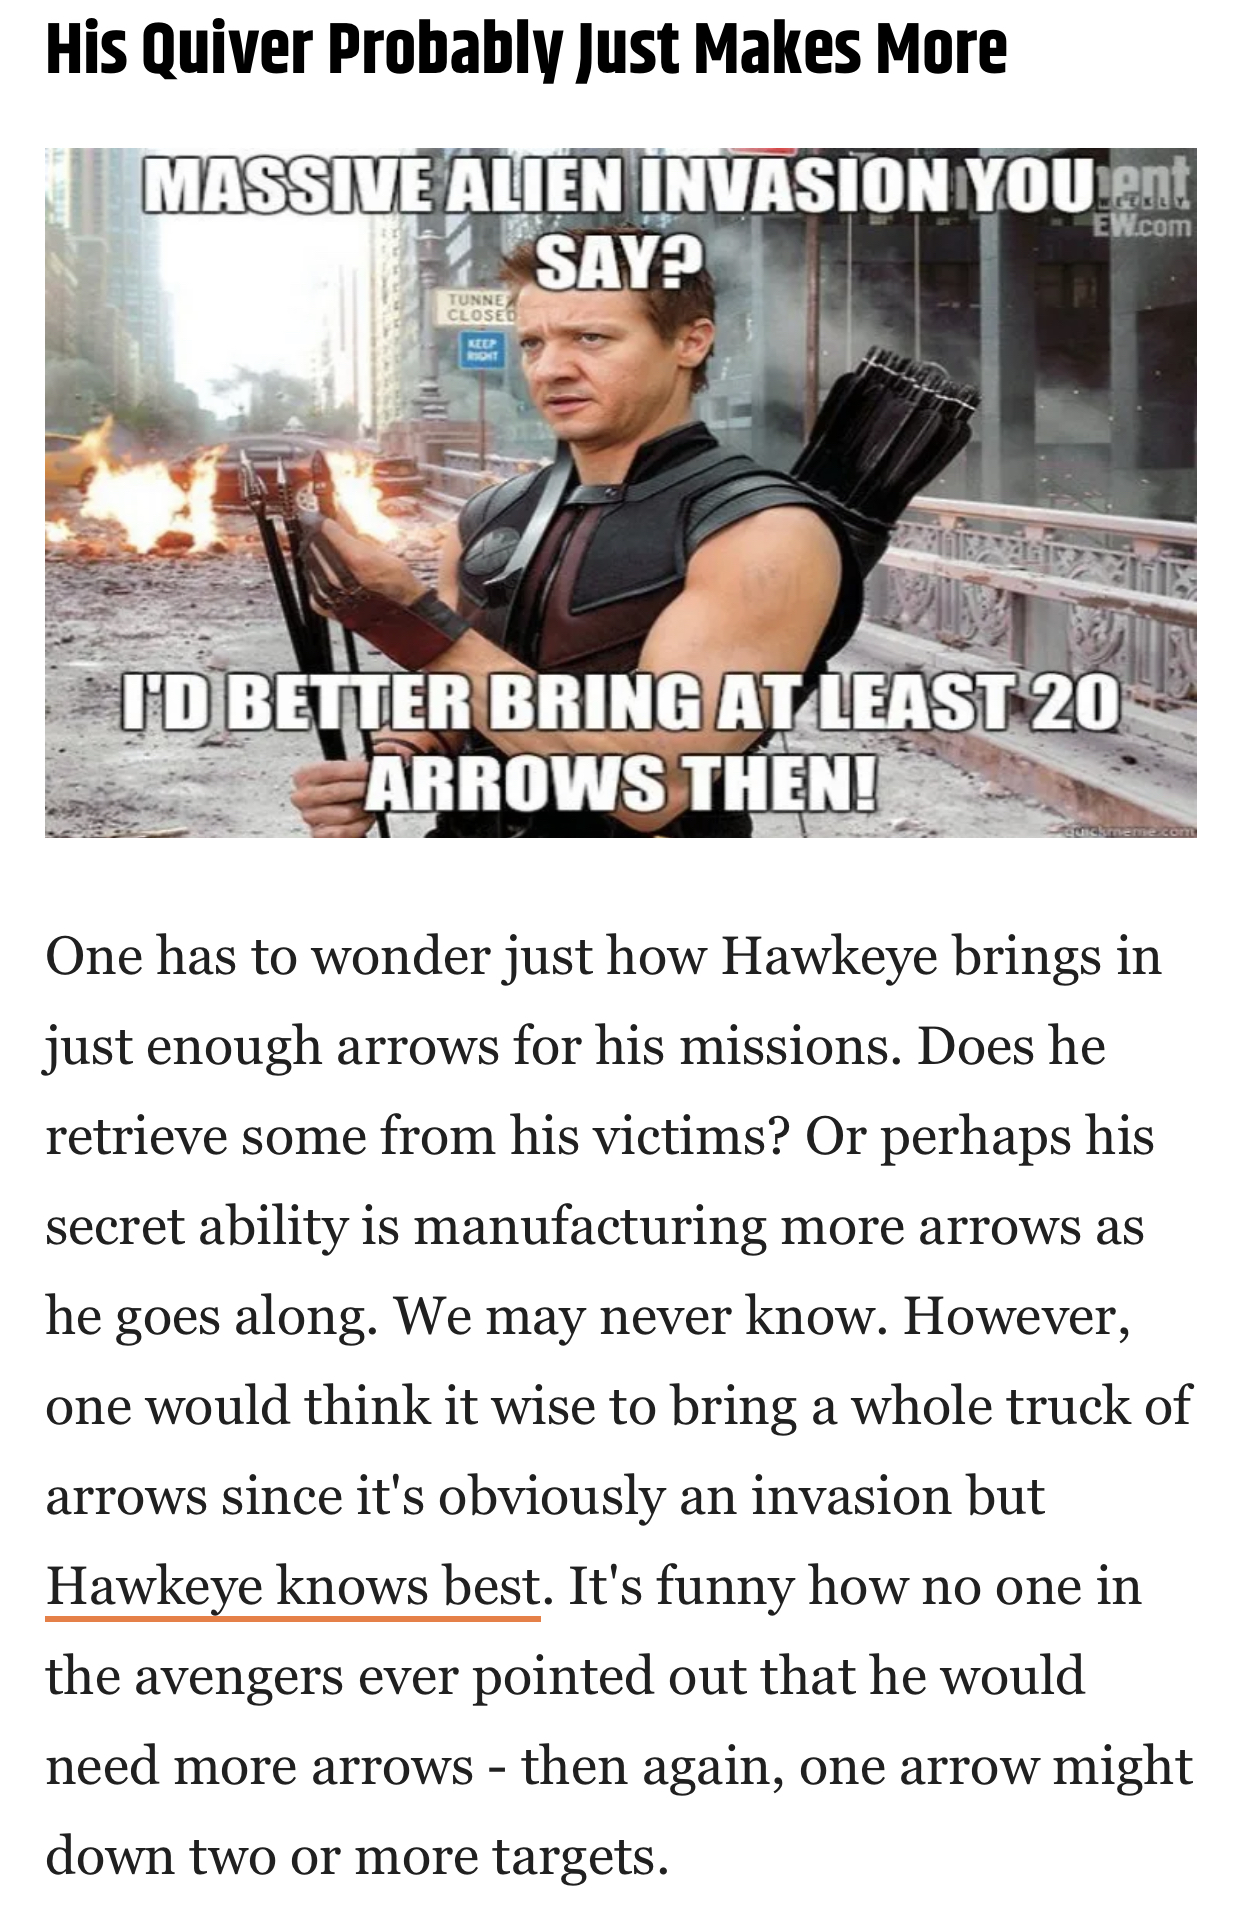 His Quiver Probably Just Makes More
MASSIVE ALIEN INVASION YOU
SAY?
ent
WEEKLY
EW.com
TUNNE
CLOSED
KEEP
RIGHT
I'D BETTER BRING AT LEAST 20
ARROWS THEN!
quickmeme.com
One has to wonder just how Hawkeye brings in
just enough arrows for his missions. Does he
retrieve some from his victims? Or perhaps his
secret ability is manufacturing more arrows as
he goes along. We may never know. However,
one would think it wise to bring a whole truck of
arrows since it's obviously an invasion but
Hawkeye knows best. It's funny how no one in
the avengers ever pointed out that he would
need more arrows - then again, one arrow might
down two or more targets.